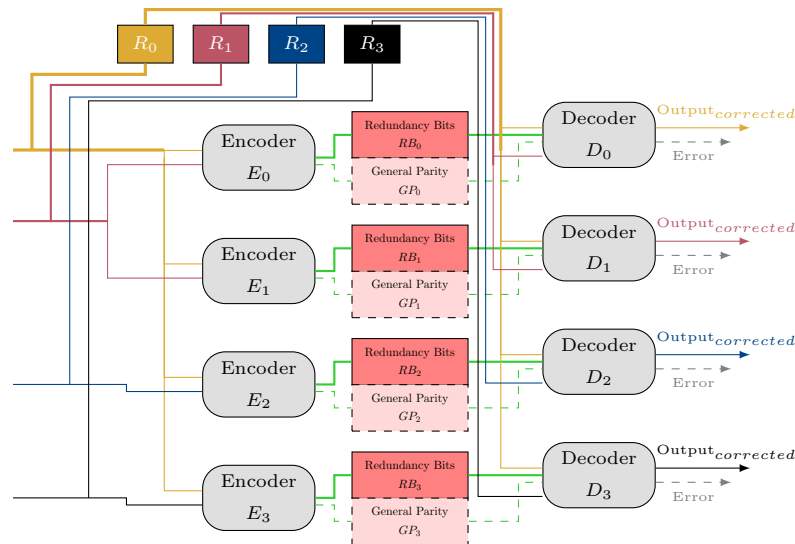 R0 R1 R2 R3
Encoder
E0
Redundancy Bits
RB0
General Parity
GP0
Decoder
D0
Outputcorrected
Error
Encoder
E1
Redundancy Bits
RB1
General Parity
GP1
Decoder
D1
Outputcorrected
Error
Encoder
E2
Redundancy Bits
RB2
General Parity
GP2
Decoder
D2
Outputcorrected
Error
Encoder
E3
Redundancy Bits
RB3
General Parity
GP3
Decoder
D3
Outputcorrected
Error